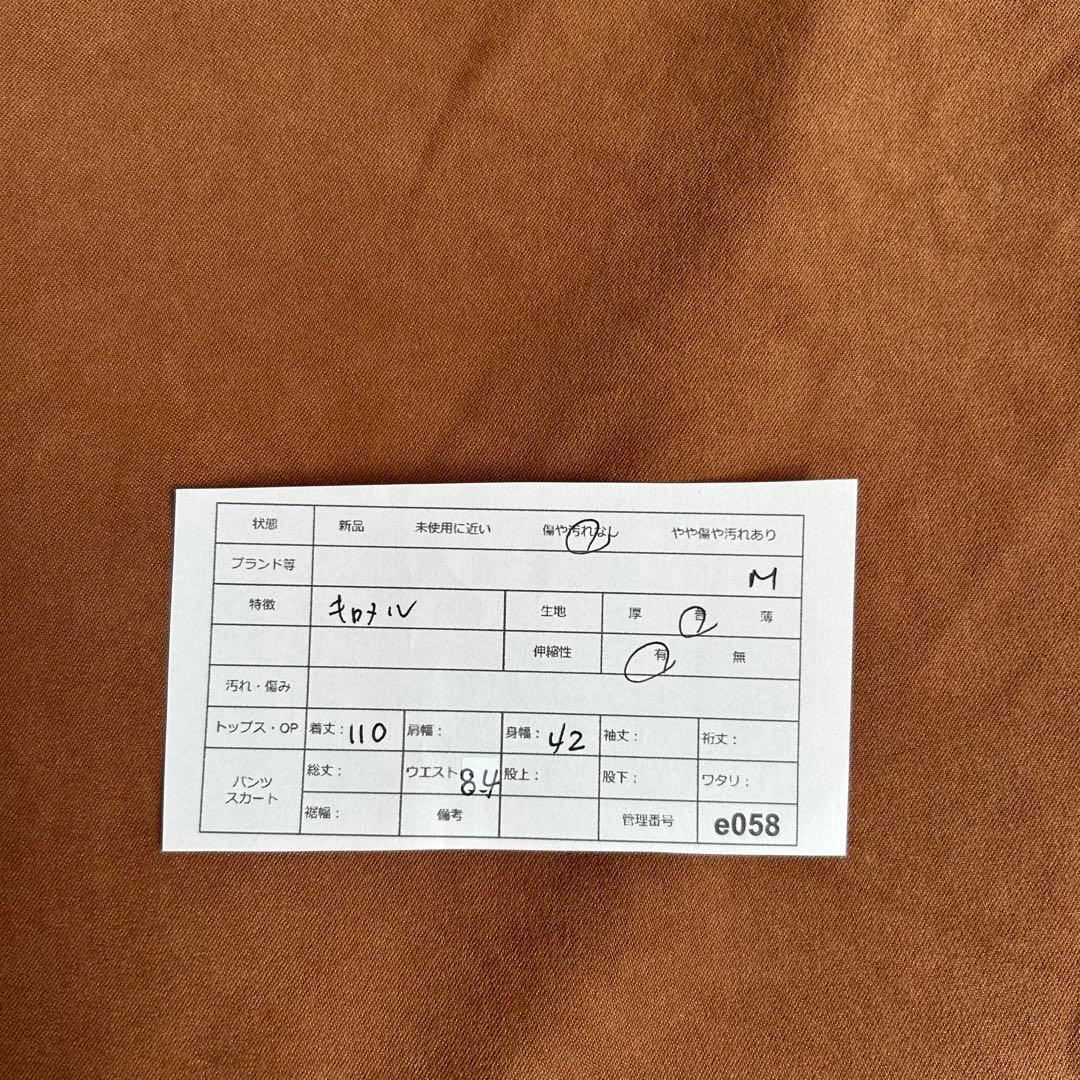 状態 新品 未使用に近い 傷や汚れなし やや傷や汚れあり
ブランド等 M
特徴 キロメル 生地 厚 普 薄
伸縮性 有 無
汚れ・傷み
トップス・OP 着丈：110 肩幅： 身幅：42 袖丈： 裄丈：
パンツ スカート 総丈： ウエスト 84 股上： 股下： ワタリ：
裾幅： 備考 管理番号 e058